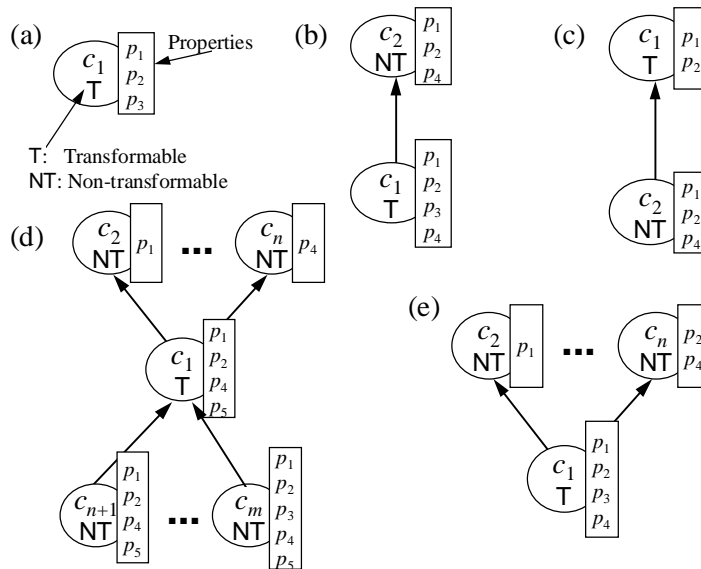 (a)
c1
T
p1
p2
p3
Properties
T: Transformable
NT: Non-transformable
(b)
c2
NT
p1
p2
p4
c1
T
p1
p2
p3
p4
(c)
c1
T
p1
p2
c2
NT
p1
p2
p4
(d)
c2
NT
p1
...
cn
NT
p4
c1
T
p1
p2
p4
p5
cn+1
NT
p1
p2
p4
p5
...
cm
NT
p1
p2
p3
p4
p5
(e)
c2
NT
p1
...
cn
NT
p2
p4
c1
T
p1
p2
p3
p4